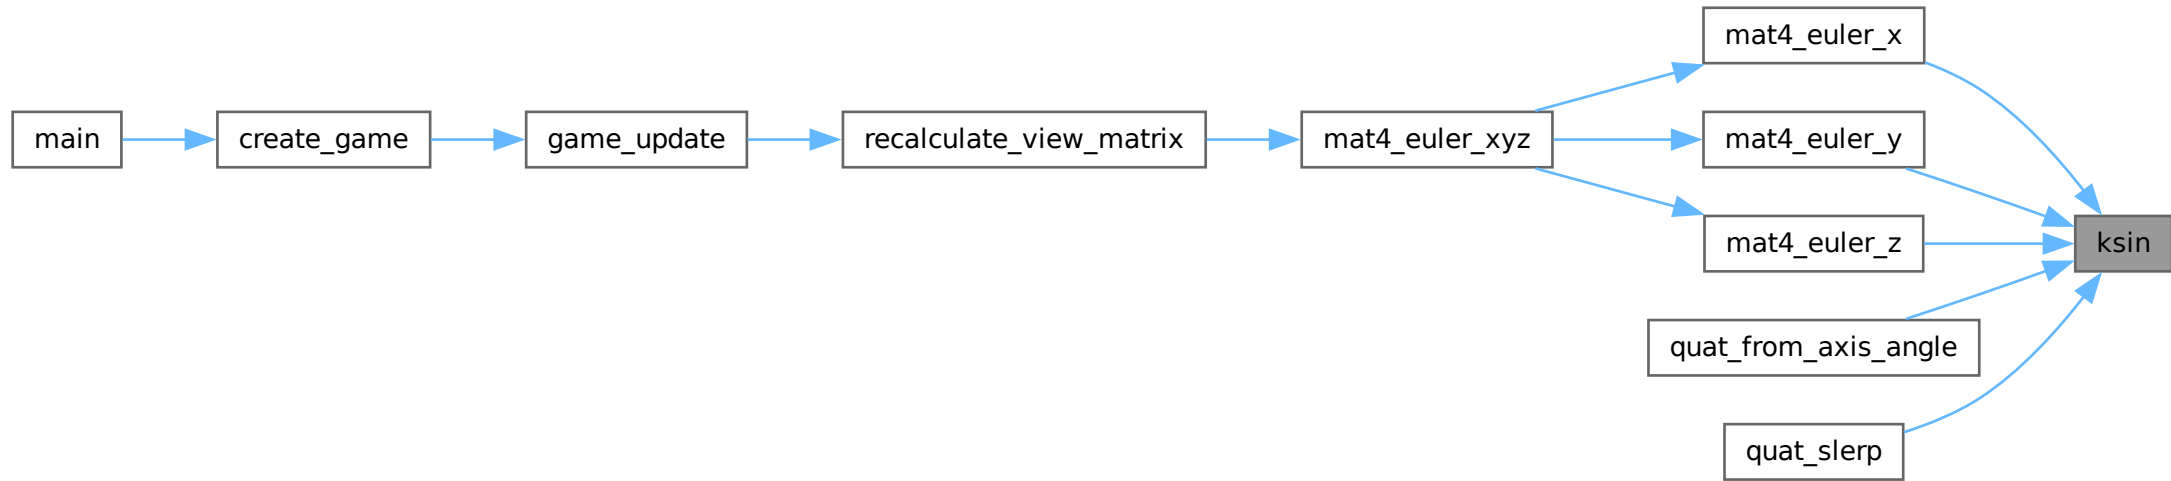 main
create_game
game_update
recalculate_view_matrix
mat4_euler_xyz
mat4_euler_x
mat4_euler_y
mat4_euler_z
quat_from_axis_angle
quat_slerp
ksin